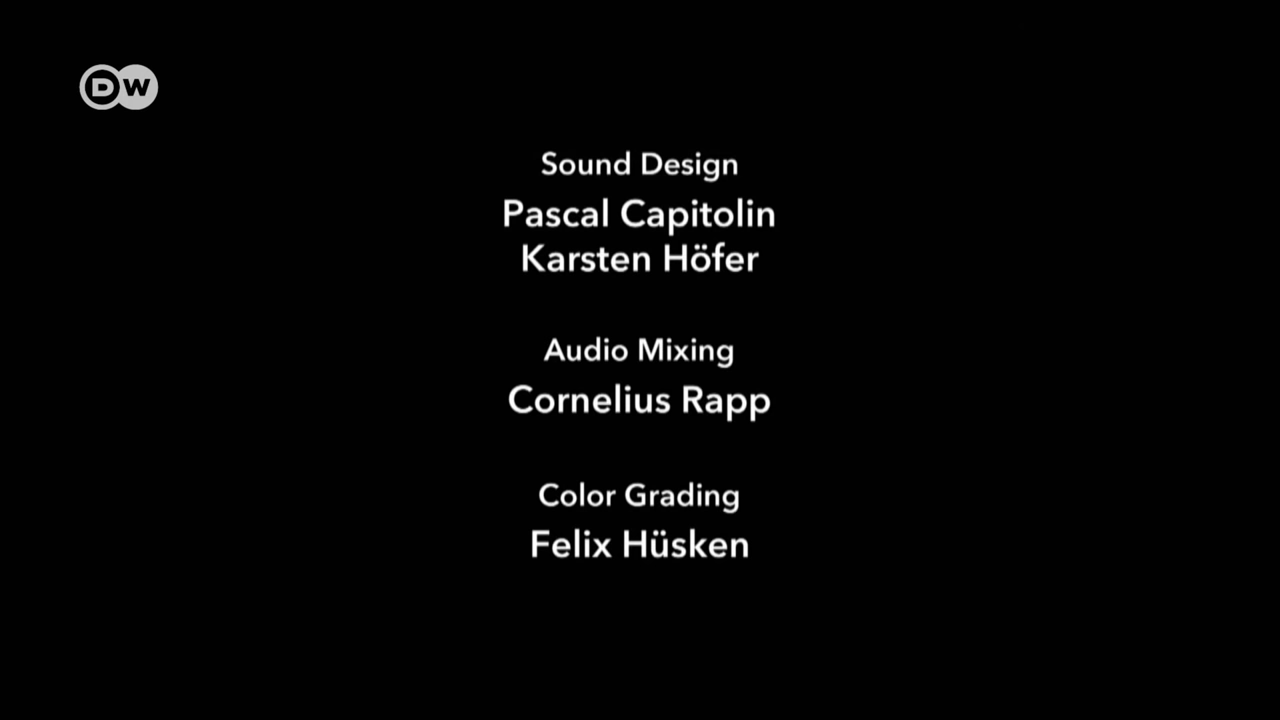 DW
Sound Design
Pascal Capitolin
Karsten Höfer
Audio Mixing
Cornelius Rapp
Color Grading
Felix Hüsken